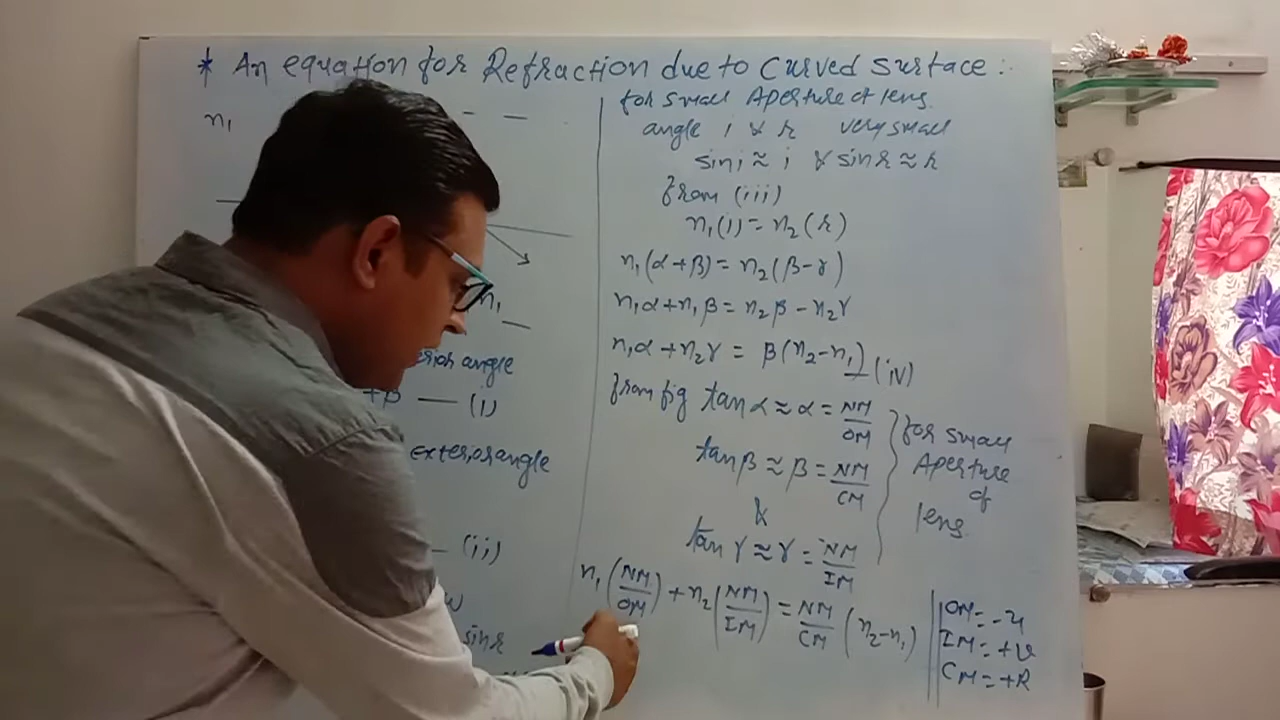 * An equation for Refraction due to Curved Surface :-
n₁
n₁
angle
+β — (i)
exterior angle
— (ii)
sin r
for small Aperture of lens.
angle i & r very small
sin i ≈ i & sin r ≈ r
from (iii)
n₁(i) = n₂(r)
n₁(α+β) = n₂(β-γ)
n₁α + n₁β = n₂β - n₂γ
n₁α + n₂γ = β(n₂-n₁) — (iv)
from fig tan α ≈ α = NM/OM
tan β ≈ β = NM/CM
&
tan γ ≈ γ = NM/IM
for small
Aperture
of
lens
n₁(NM/OM) + n₂(NM/IM) = NM/CM (n₂-n₁)
OM = -u
IM = +v
CM = +R